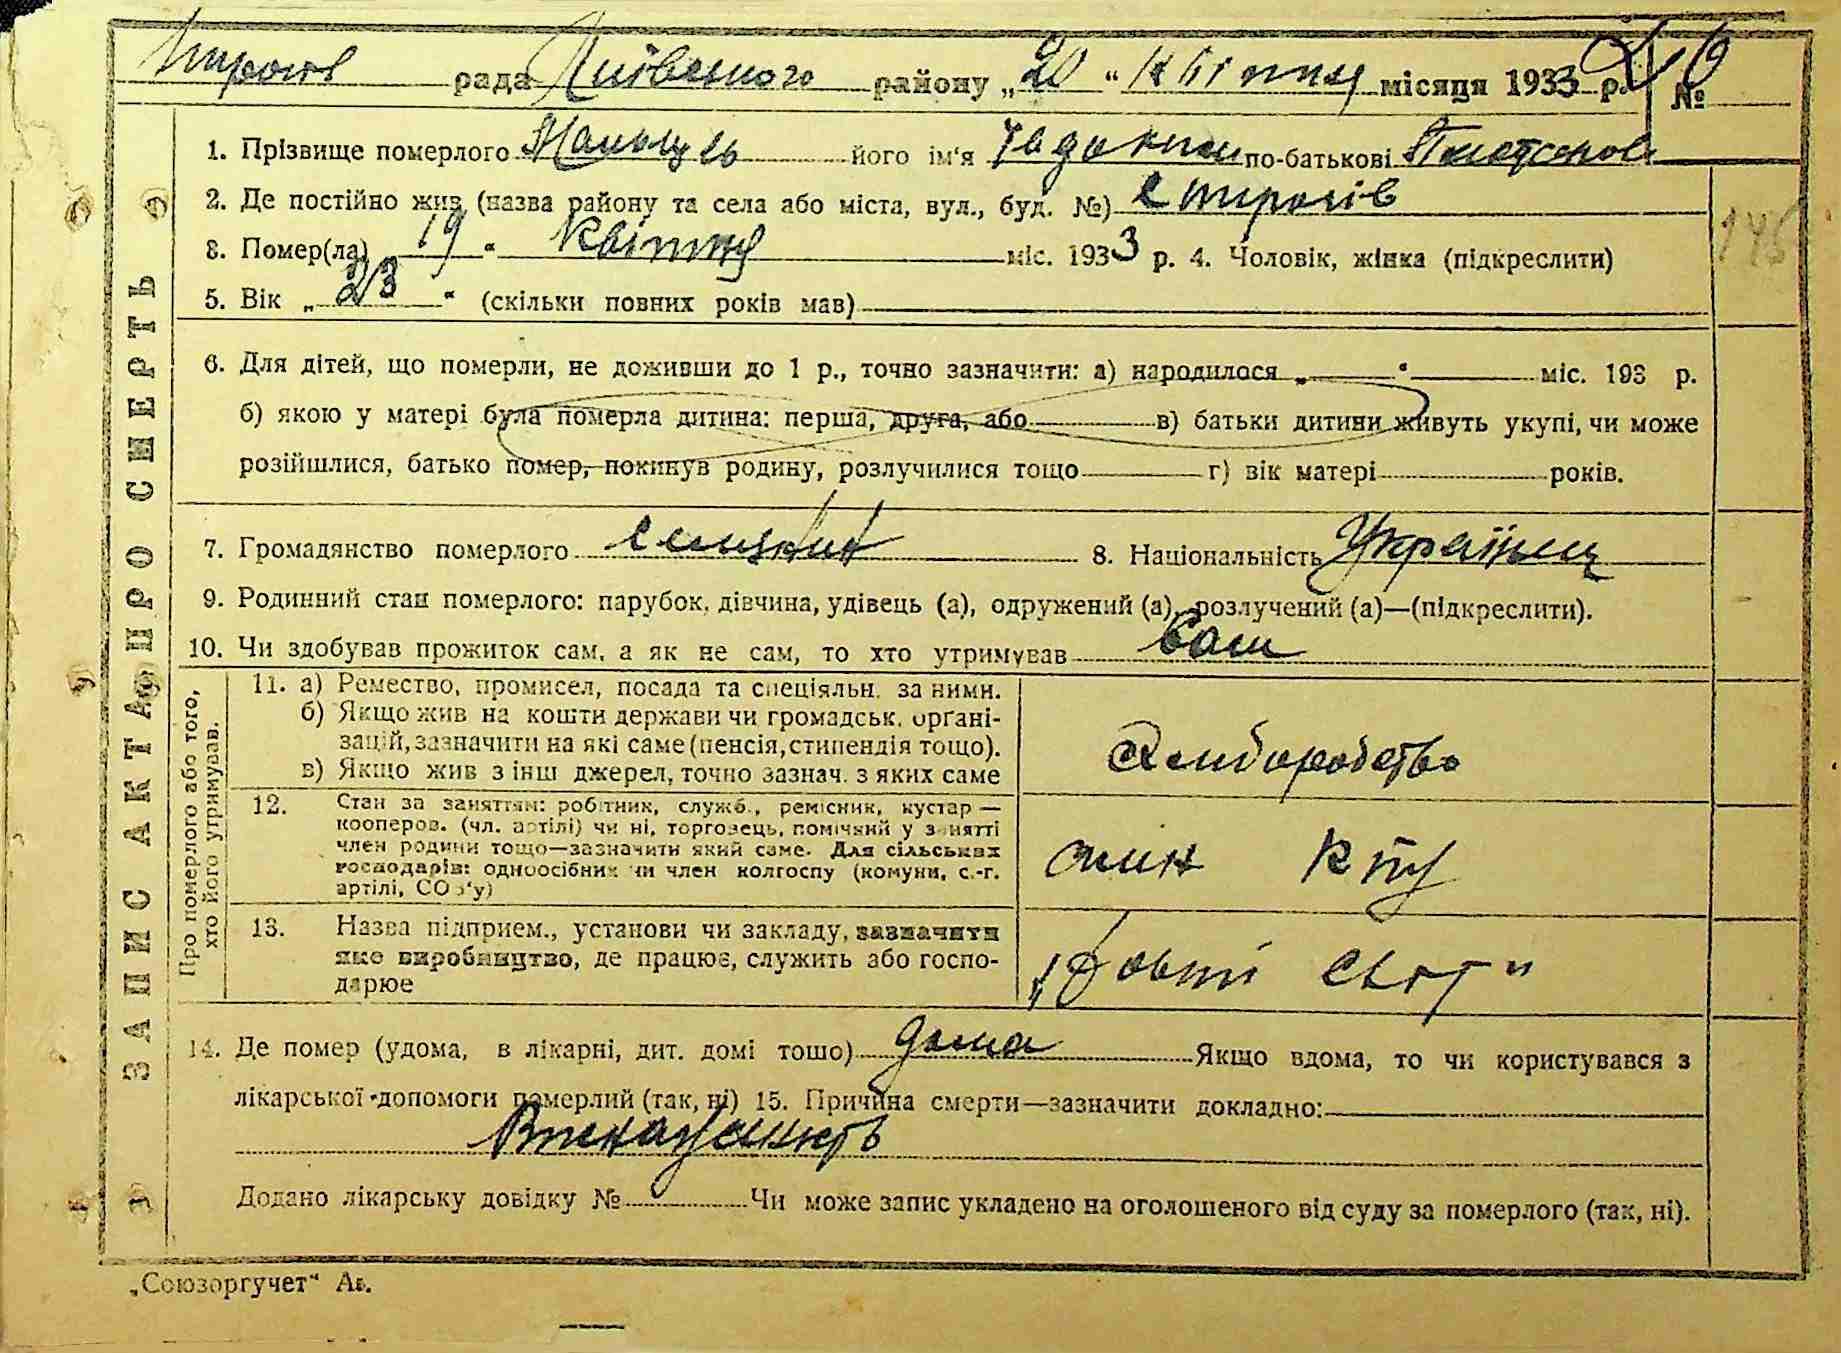 рада Київського району „20“ квітня місяця 1933 р. №
1. Прізвище померлого його ім'я по-батькові
2. Де постійно жив (назва району та села або міста, вул., буд. №) с
3. Помер(ла) 19 “ Квітня міс. 1933 р. 4. Чоловік, жінка (підкреслити)
5. Вік „23“ (скільки повних років мав)
6. Для дітей, що померли, не доживши до 1 р., точно зазначити: а) народилося „ “ міс. 193 р.
б) якою у матері була померла дитина: перша, друга, або в) батьки дитини живуть укупі, чи може
розійшлися, батько помер, покинув родину, розлучилися тощо г) вік матері років.
7. Громадянство померлого 8. Національність Українец
9. Родинний стан померлого: парубок, дівчина, удівець (а), одружений (а), розлучений (а)—(підкреслити).
10. Чи здобував прожиток сам, а як не сам, то хто утримував сам
ЗАПИС АКТА ПРО СМЕРТЬ
Про померлого або того,
хто його утримував.
11. а) Ремество, промисел, посада та спеціяльн. за ними.
б) Якщо жив на кошти держави чи громадськ. орґані-
зацій, зазначити на які саме (пенсія, стипендія тощо).
в) Якщо жив з інш джерел, точно зазнач. з яких саме
12. Стан за заняттям: робітник, служб., ремісник, кустар —
кооперов. (чл. артілі) чи ні, торговець, помічний у занятті
член родини тощо—зазначити який саме. Для сільських
господарів: одноосібник чи член колгоспу (комуни, с.-г.
артілі, СОЗ'у)
член
13. Назва підприєм., установи чи закладу, зазначити
яке виробництво, де працює, служить або госпо-
дарює
14. Де помер (удома, в лікарні, дит. домі тошо) дома Якщо вдома, то чи користувався з
лікарської допомоги померлий (так, ні) 15. Причина смерти—зазначити докладно:
Додано лікарську довідку № Чи може запис укладено на оголошеного від суду за померлого (так, ні).
„Союзоргучет“